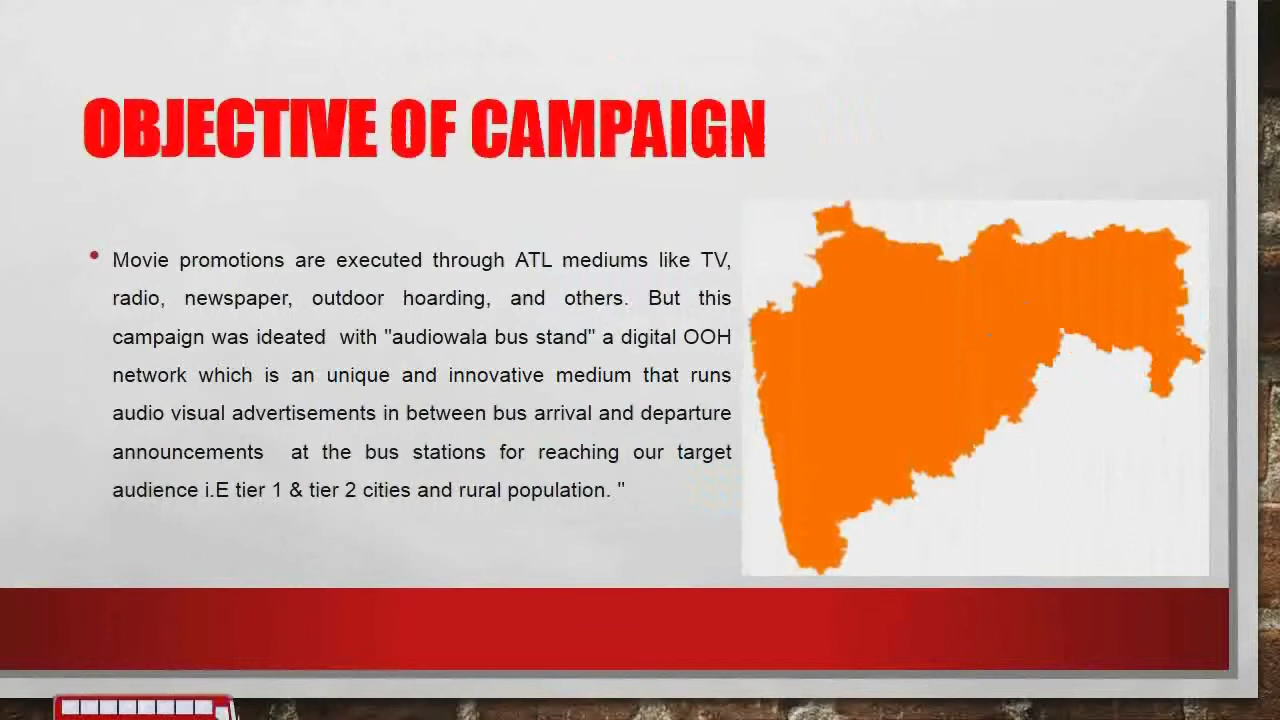 OBJECTIVE OF CAMPAIGN
• Movie promotions are executed through ATL mediums like TV,
radio, newspaper, outdoor hoarding, and others. But this
campaign was ideated with "audiowala bus stand" a digital OOH
network which is an unique and innovative medium that runs
audio visual advertisements in between bus arrival and departure
announcements at the bus stations for reaching our target
audience i.E tier 1 & tier 2 cities and rural population. "